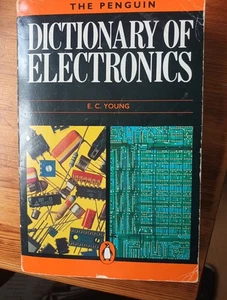 THE PENGUIN
DICTIONARY OF
ELECTRONICS
E. C. YOUNG